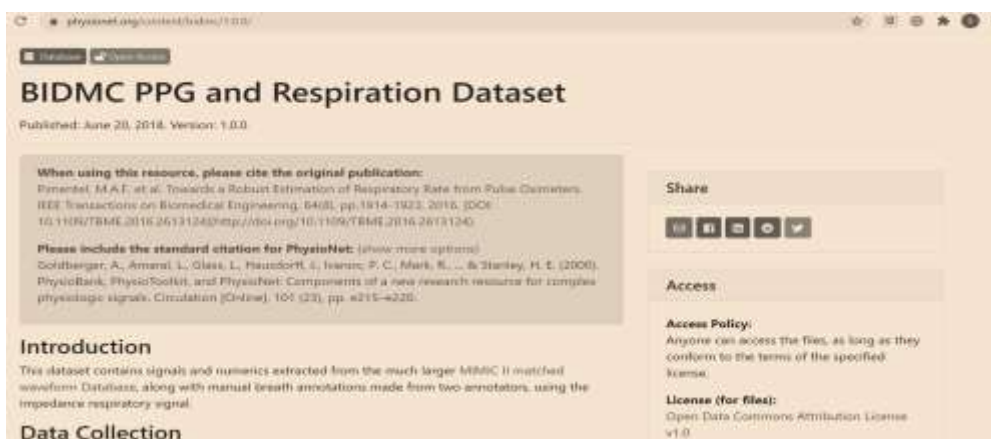 physionet.org/content/bidmc/1.0.0/
Database Open Access
BIDMC PPG and Respiration Dataset
Published: June 20, 2018. Version: 1.0.0
When using this resource, please cite the original publication:
Pimentel, M.A.F. et al. Towards a Robust Estimation of Respiratory Rate from Pulse Oximeters,
IEEE Transactions on Biomedical Engineering, 64(8), pp.1914-1923, 2016. [DOI:
10.1109/TBME.2016.2613124](http://doi.org/10.1109/TBME.2016.2613124)
Please include the standard citation for PhysioNet: (show more options)
Goldberger, A., Amaral, L., Glass, L., Hausdorff, J., Ivanov, P. C., Mark, R., ... & Stanley, H. E. (2000).
PhysioBank, PhysioToolkit, and PhysioNet: Components of a new research resource for complex
physiologic signals. Circulation [Online]. 101 (23), pp. e215–e220.
Introduction
This dataset contains signals and numerics extracted from the much larger MIMIC II matched
waveform Database, along with manual breath annotations made from two annotators, using the
impedance respiratory signal.
Data Collection
Share
Access
Access Policy:
Anyone can access the files, as long as they
conform to the terms of the specified
license.
License (for files):
Open Data Commons Attribution License
v1.0